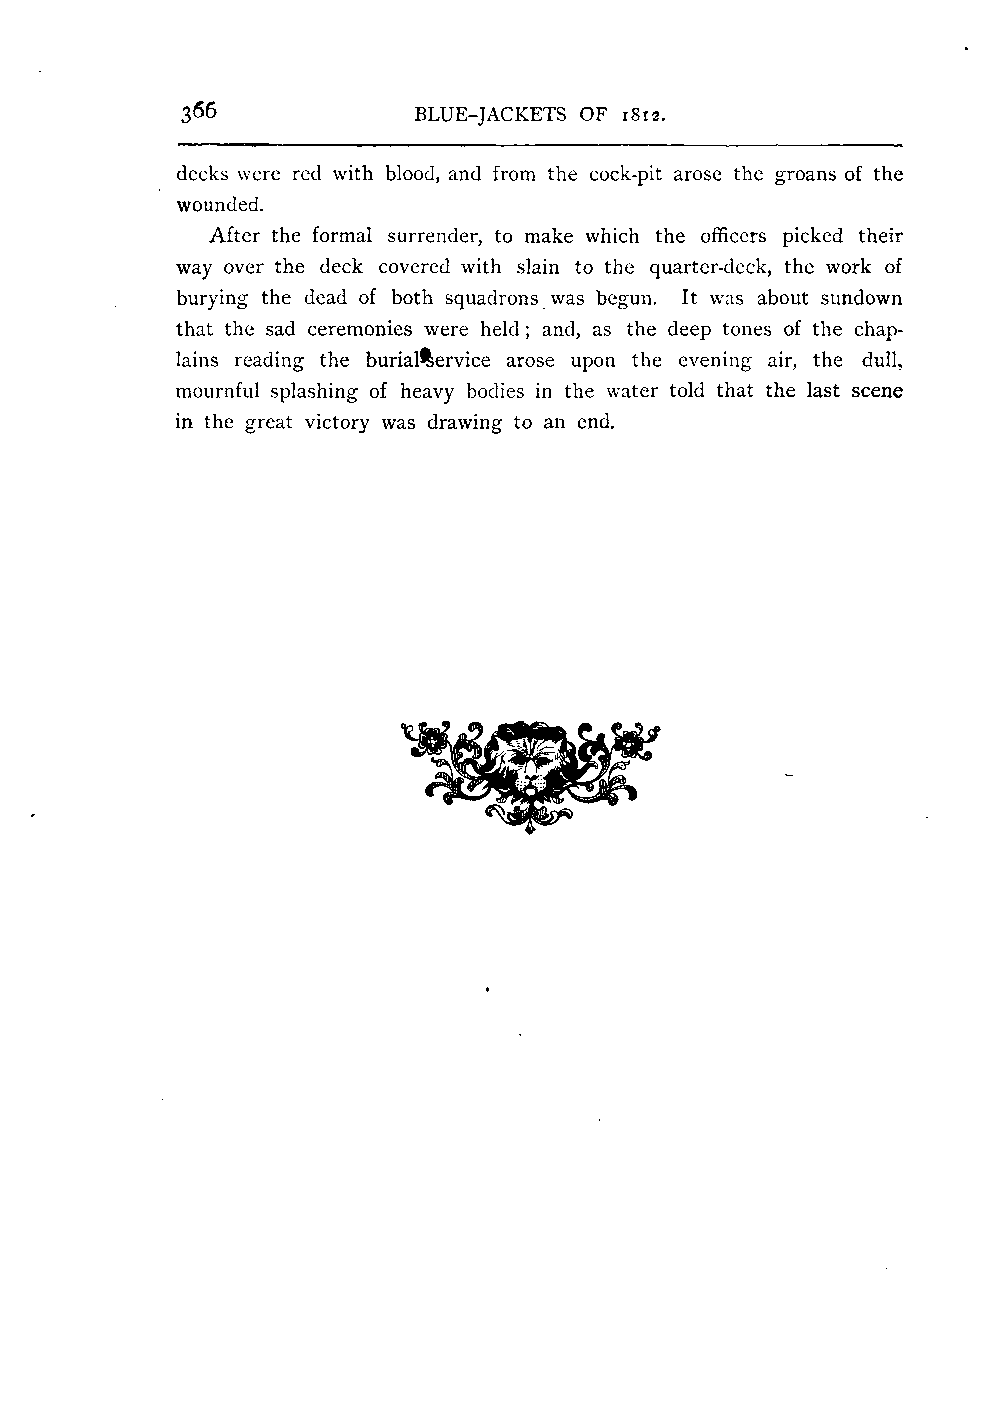 366 BLUE-JACKETS OF 1812.
decks were red with blood, and from the cock-pit arose the groans of the
wounded.
After the formal surrender, to make which the officers picked their
way over the deck covered with slain to the quarter-deck, the work of
burying the dead of both squadrons was begun. It was about sundown
that the sad ceremonies were held; and, as the deep tones of the chap-
lains reading the burial service arose upon the evening air, the dull,
mournful splashing of heavy bodies in the water told that the last scene
in the great victory was drawing to an end.